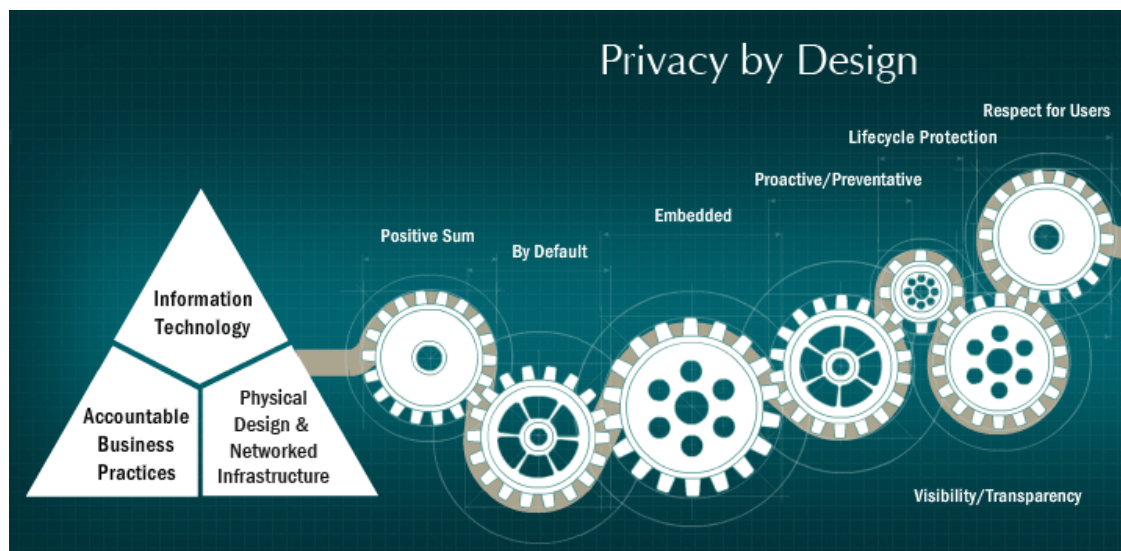 Privacy by Design
Respect for Users
Lifecycle Protection
Proactive/Preventative
Embedded
Positive Sum
By Default
Information
Technology
Accountable
Business
Practices
Physical
Design &
Networked
Infrastructure
Visibility/Transparency